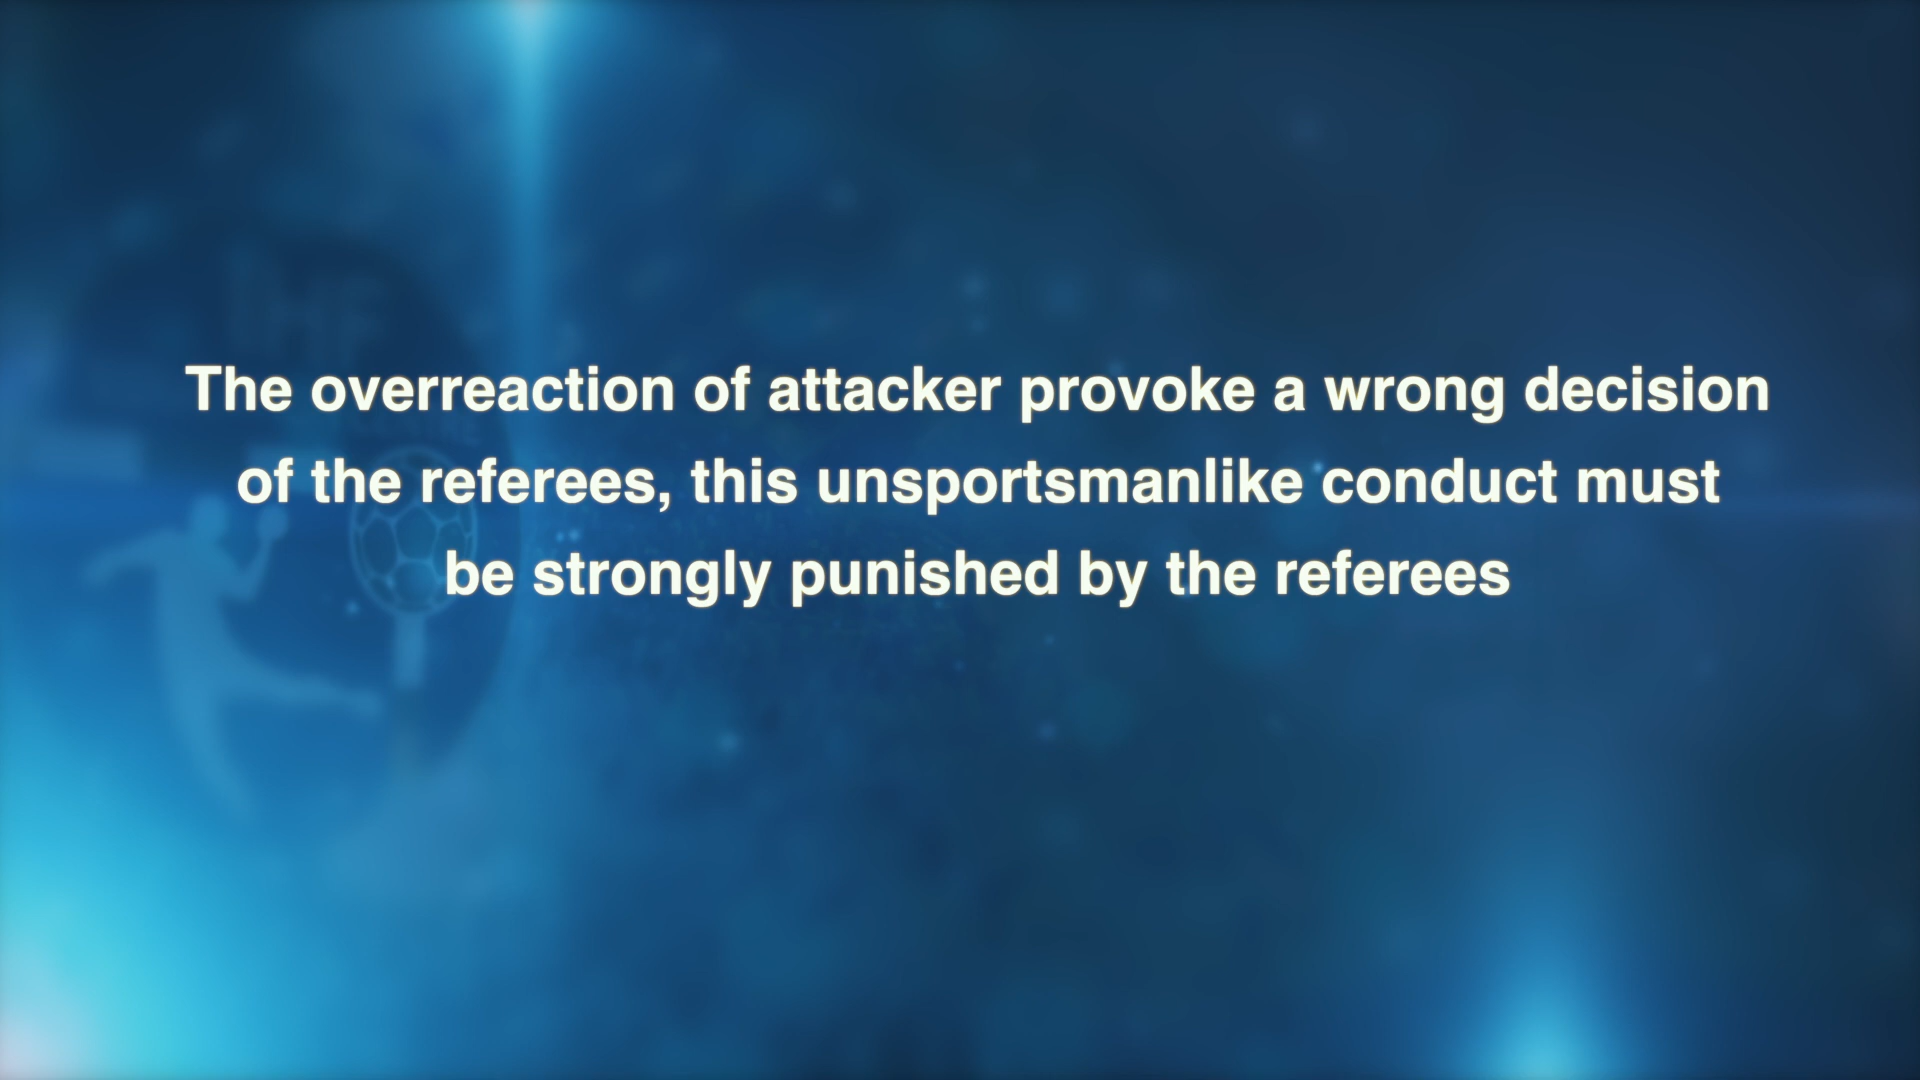 IHF
The overreaction of attacker provoke a wrong decision
of the referees, this unsportsmanlike conduct must
be strongly punished by the referees